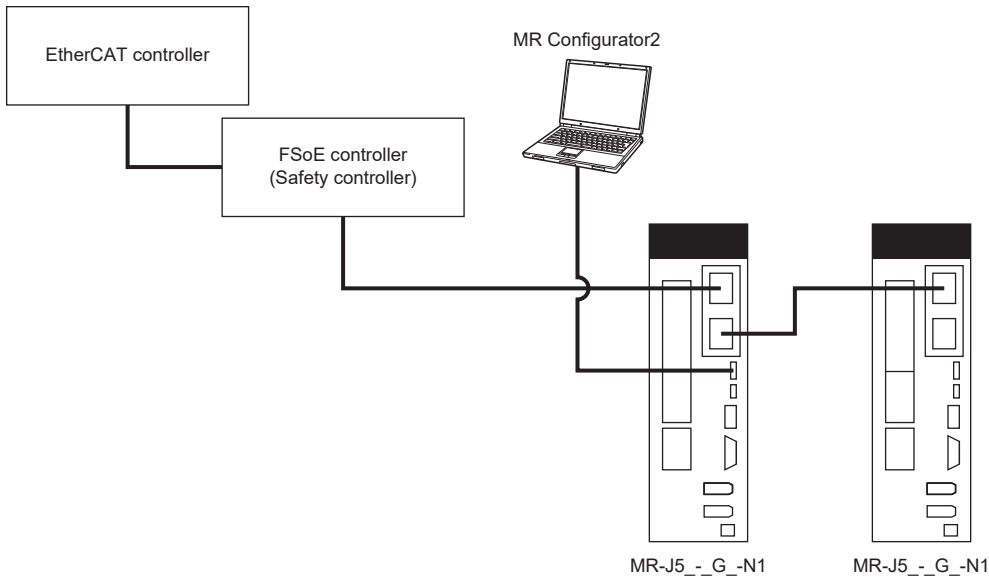 EtherCAT controller
MR Configurator2
FSoE controller
(Safety controller)
MR-J5_-_G_-N1
MR-J5_-_G_-N1